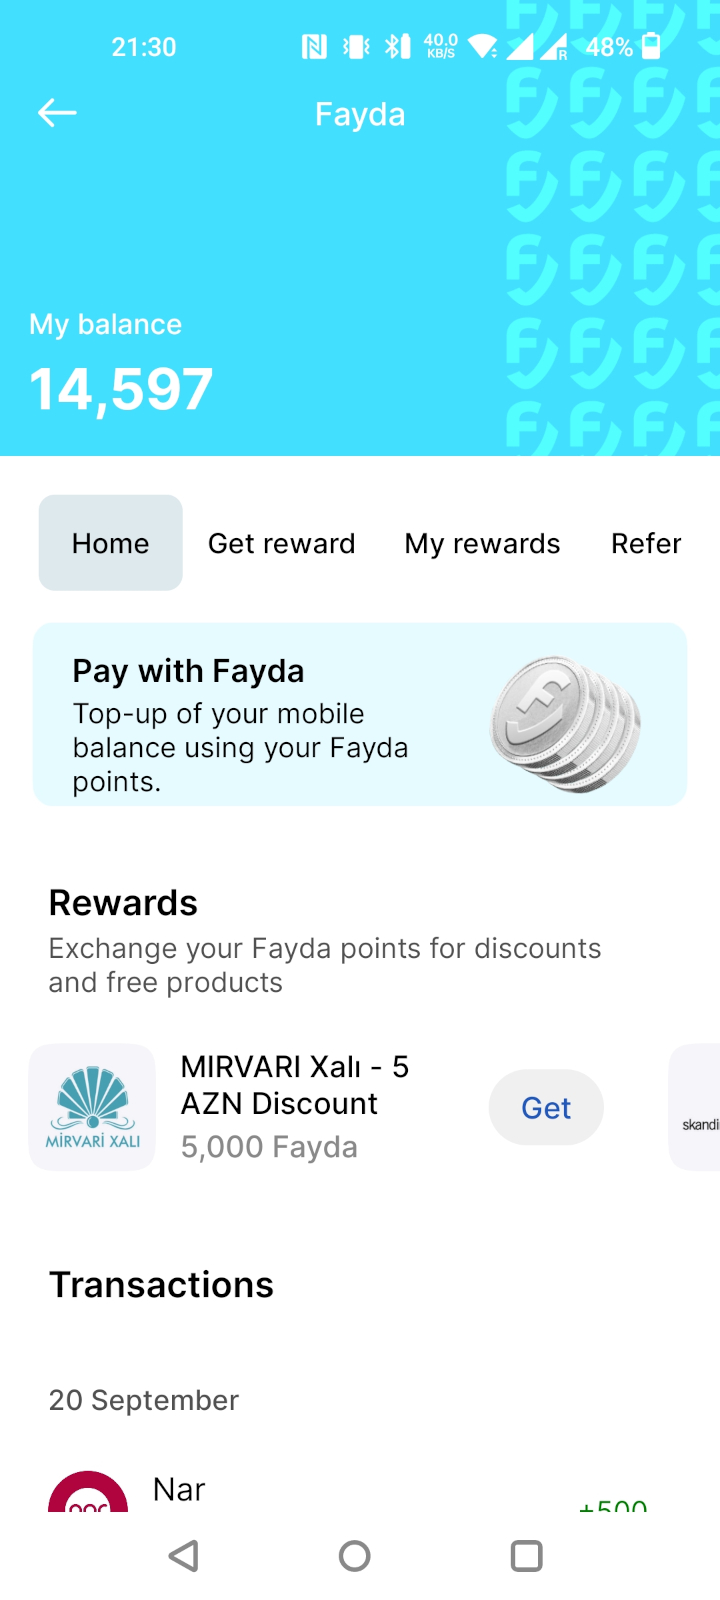 21:30
40.0
KB/S
R
48%
Fayda
My balance
14,597
Home
Get reward
My rewards
Refer
Pay with Fayda
Top-up of your mobile
balance using your Fayda
points.
Rewards
Exchange your Fayda points for discounts
and free products
MİRVARİ XALI
MIRVARI Xalı - 5
AZN Discount
5,000 Fayda
Get
skandi
Transactions
20 September
Nar
+500